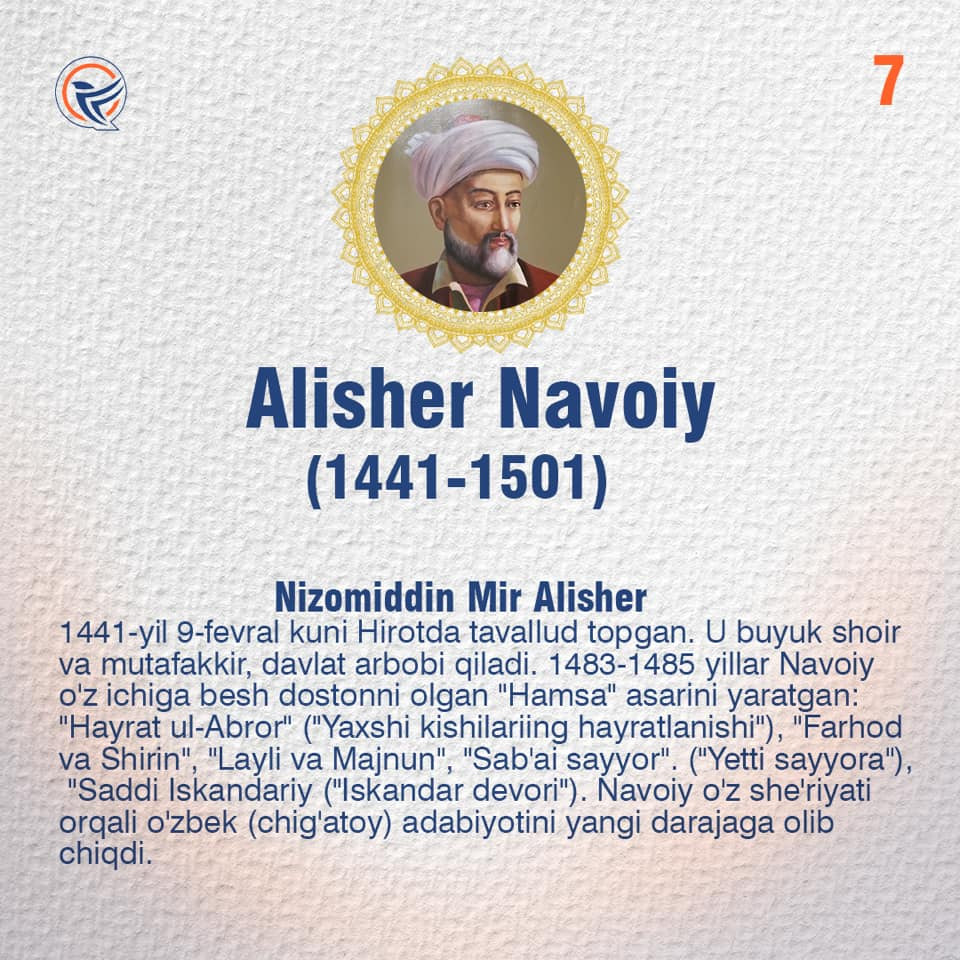 7
Alisher Navoiy
(1441-1501)
Nizomiddin Mir Alisher
1441-yil 9-fevral kuni Hirotda tavallud topgan. U buyuk shoir
va mutafakkir, davlat arbobi qiladi. 1483-1485 yillar Navoiy
o'z ichiga besh dostonni olgan "Hamsa" asarini yaratgan:
"Hayrat ul-Abror" ("Yaxshi kishilariing hayratlanishi"), "Farhod
va Shirin", "Layli va Majnun", "Sab'ai sayyor". ("Yetti sayyora"),
"Saddi Iskandariy ("Iskandar devori"). Navoiy o'z she'riyati
orqali o'zbek (chig'atoy) adabiyotini yangi darajaga olib
chiqdi.